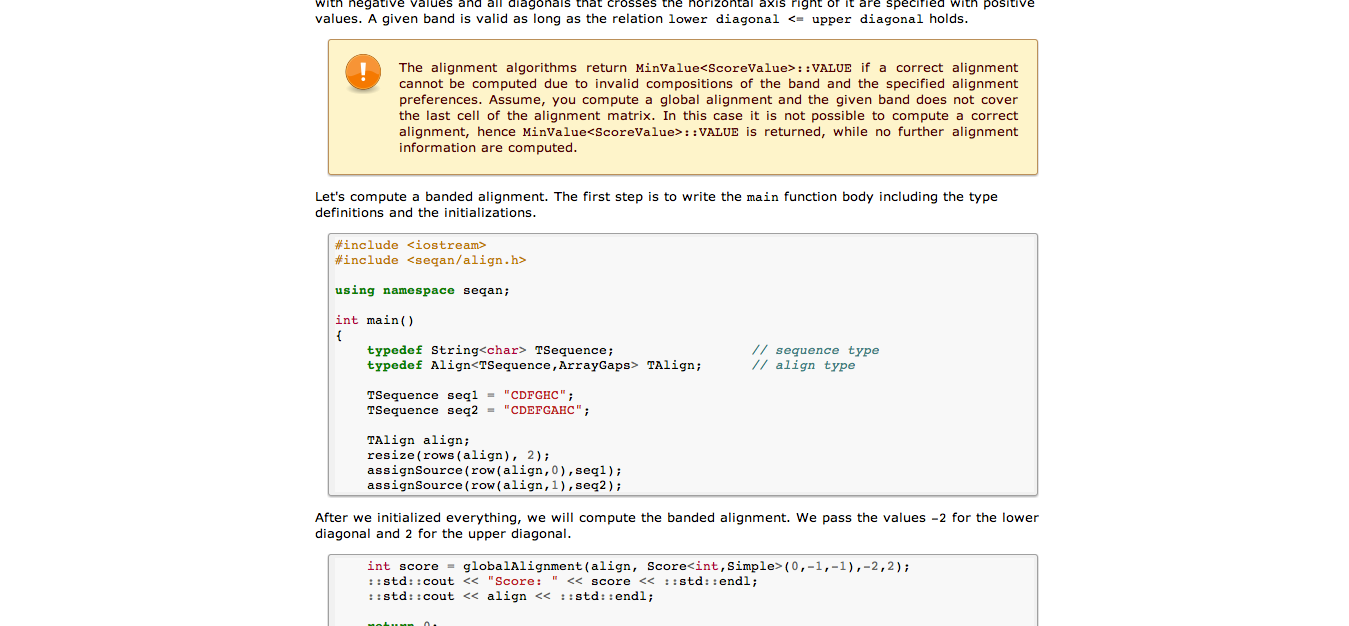 with negative values and all diagonals that crosses the horizontal axis right of it are specified with positive
values. A given band is valid as long as the relation lower diagonal <= upper diagonal holds.
The alignment algorithms return MinValue<ScoreValue>::VALUE if a correct alignment
cannot be computed due to invalid compositions of the band and the specified alignment
preferences. Assume, you compute a global alignment and the given band does not cover
the last cell of the alignment matrix. In this case it is not possible to compute a correct
alignment, hence MinValue<ScoreValue>::VALUE is returned, while no further alignment
information are computed.
Let's compute a banded alignment. The first step is to write the main function body including the type
definitions and the initializations.
#include <iostream>
#include <seqan/align.h>
using namespace seqan;
int main()
{
    typedef String<char> TSequence;                 // sequence type
    typedef Align<TSequence,ArrayGaps> TAlign;      // align type
    TSequence seq1 = "CDFGHC";
    TSequence seq2 = "CDEFGAHC";
    TAlign align;
    resize(rows(align), 2);
    assignSource(row(align,0),seq1);
    assignSource(row(align,1),seq2);
After we initialized everything, we will compute the banded alignment. We pass the values -2 for the lower
diagonal and 2 for the upper diagonal.
    int score = globalAlignment(align, Score<int,Simple>(0,-1,-1),-2,2);
    ::std::cout << "Score: " << score << ::std::endl;
    ::std::cout << align << ::std::endl;
    return 0;